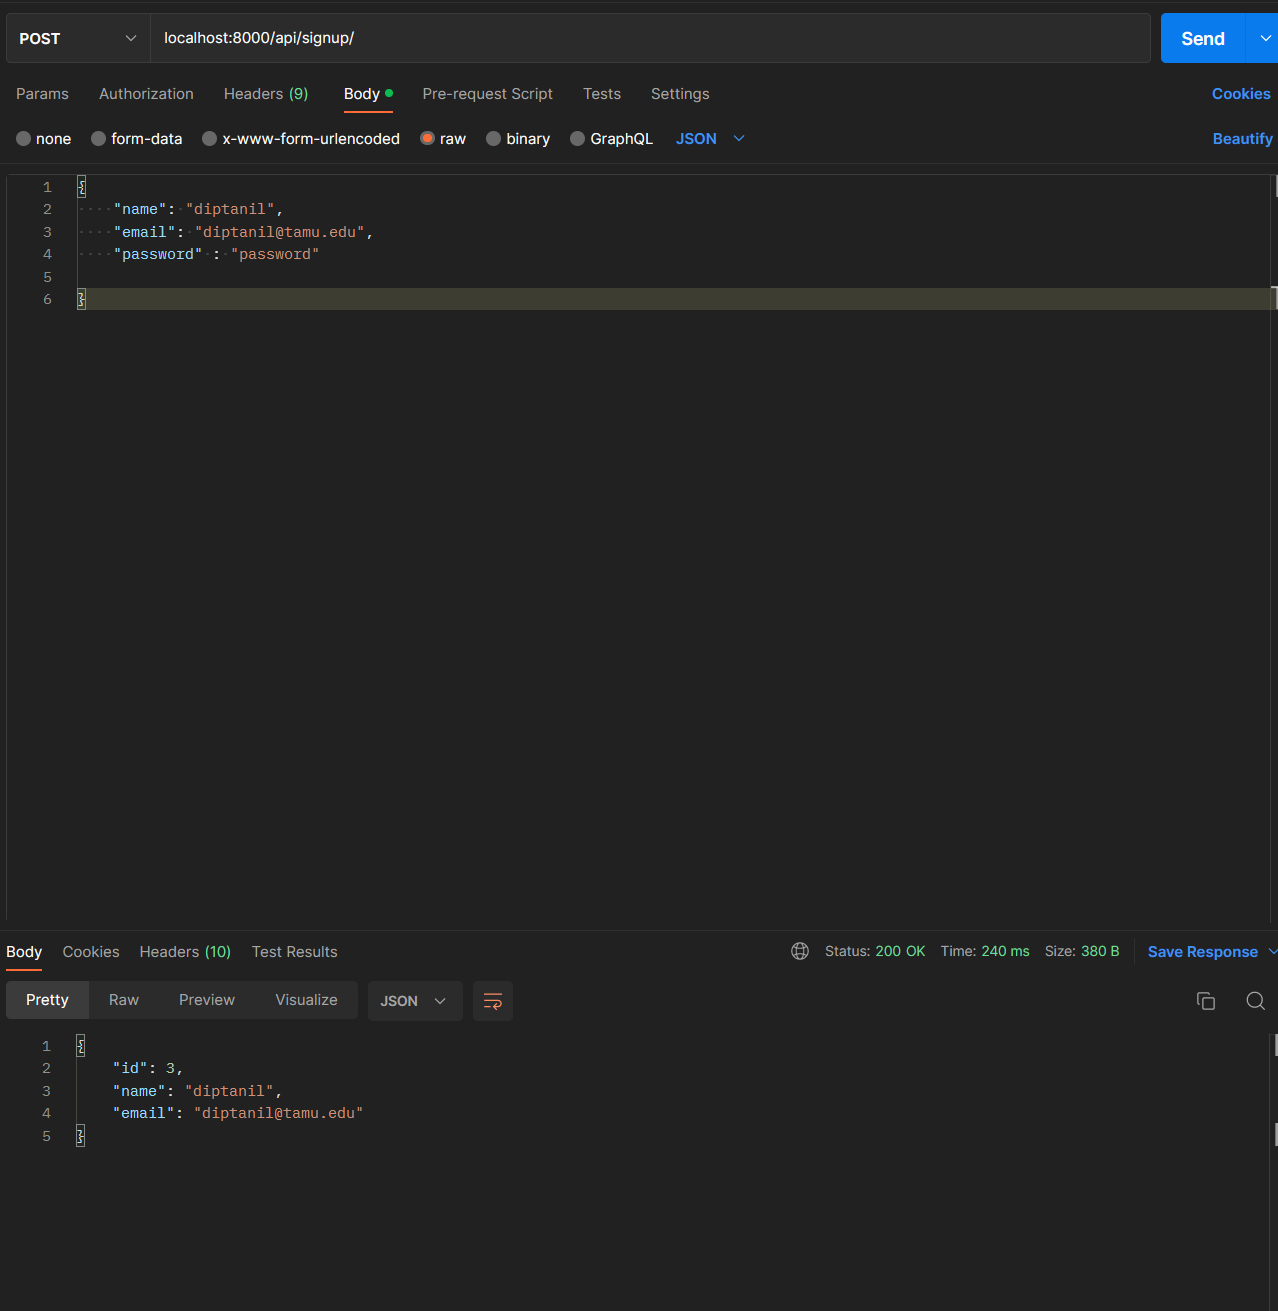 POST localhost:8000/api/signup/ Send
Params Authorization Headers (9) Body Pre-request Script Tests Settings Cookies
none form-data x-www-form-urlencoded raw binary GraphQL JSON Beautify
1 {
2 "name": "diptanil",
3 "email": "diptanil@tamu.edu",
4 "password" : "password"
5
6 }
Body Cookies Headers (10) Test Results Status: 200 OK Time: 240 ms Size: 380 B Save Response
Pretty Raw Preview Visualize JSON
1 {
2 "id": 3,
3 "name": "diptanil",
4 "email": "diptanil@tamu.edu"
5 }